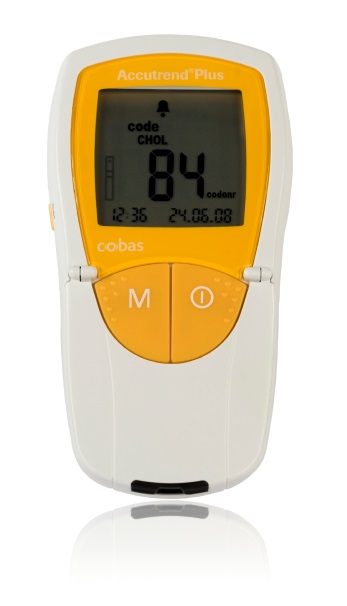 Accutrend® Plus
code
CHOL
84 codenr
12:36 24.06.08
cobas
M